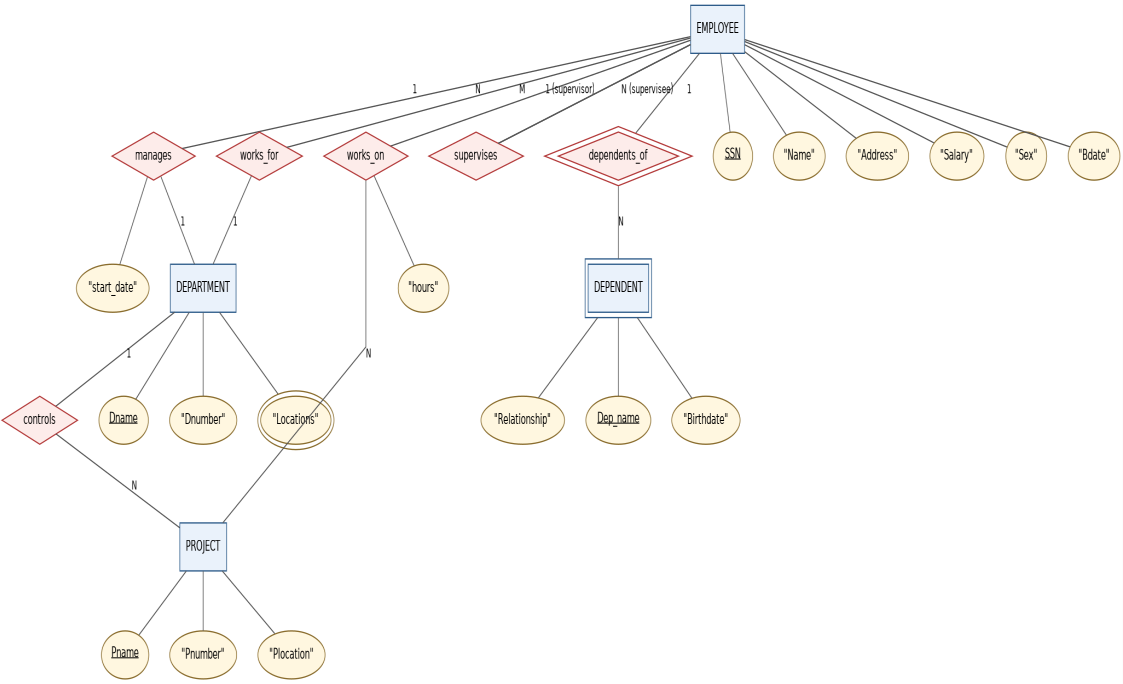 EMPLOYEE
1
N
M
1 (supervisor)
N (supervisee)
1
manages
works_for
works_on
supervises
dependents_of
SSN
"Name"
"Address"
"Salary"
"Sex"
"Bdate"
1
1
N
"start_date"
DEPARTMENT
"hours"
DEPENDENT
1
N
controls
Dname
"Dnumber"
"Locations"
"Relationship"
Dep_name
"Birthdate"
N
PROJECT
Pname
"Pnumber"
"Plocation"